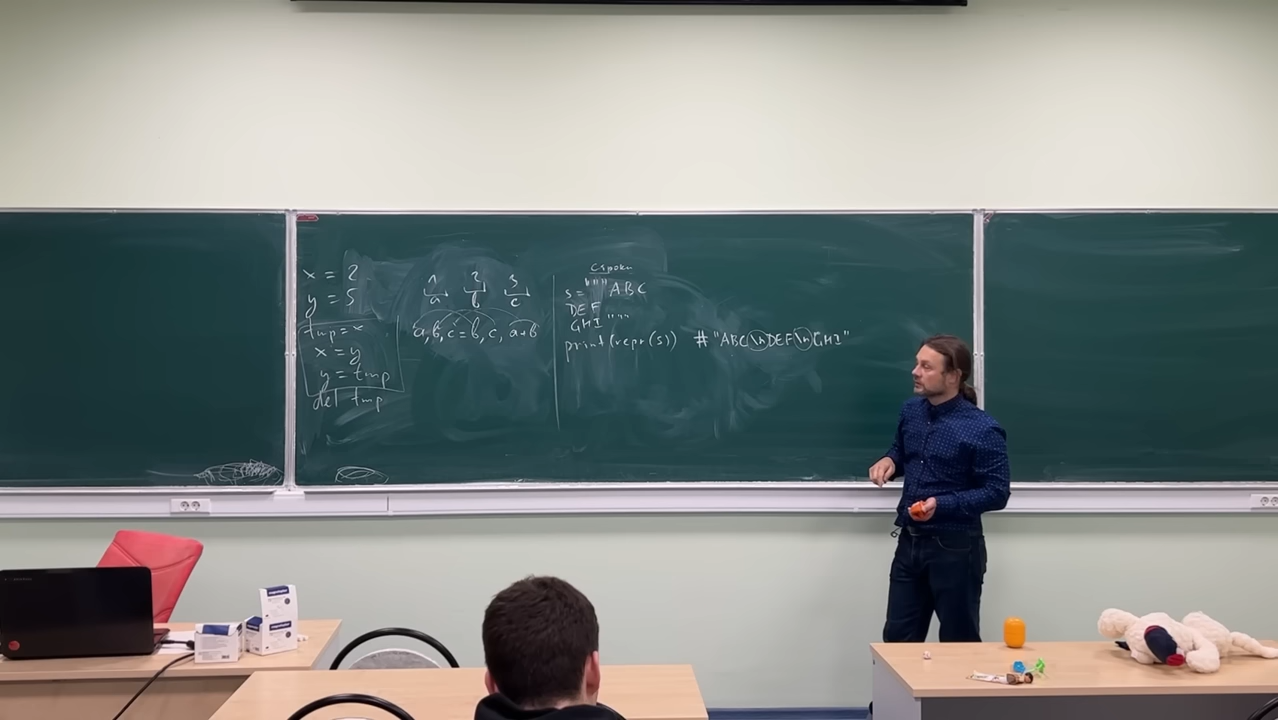 x = 2
y = 5
tmp = x
x = y
y = tmp
del tmp
1 2 3
a b c
a, b, c = b, c, a+b
Строки
s = """ABC
DEF
GHI"""
print(repr(s)) # "ABC\nDEF\nGHI"